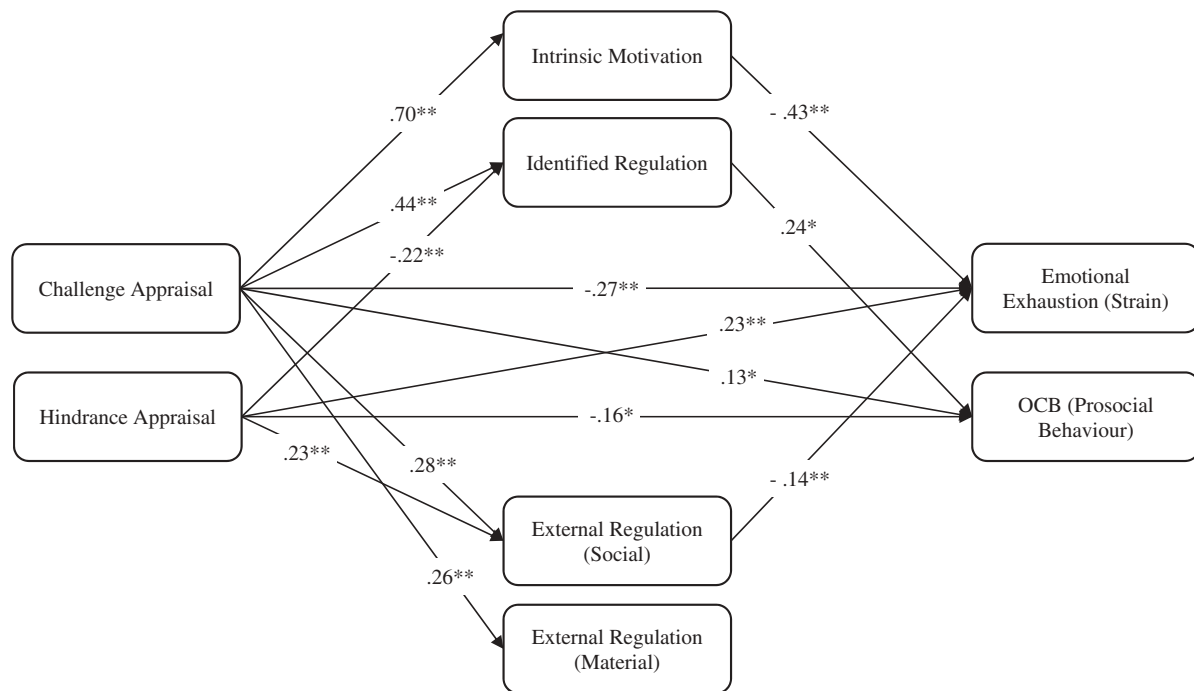 Intrinsic Motivation
.70**
- .43**
Identified Regulation
.44**
.24*
-.22**
Challenge Appraisal
-.27**
Emotional
Exhaustion (Strain)
.23**
.13*
Hindrance Appraisal
-.16*
OCB (Prosocial
Behaviour)
.23**
.28**
- .14**
External Regulation
(Social)
.26**
External Regulation
(Material)